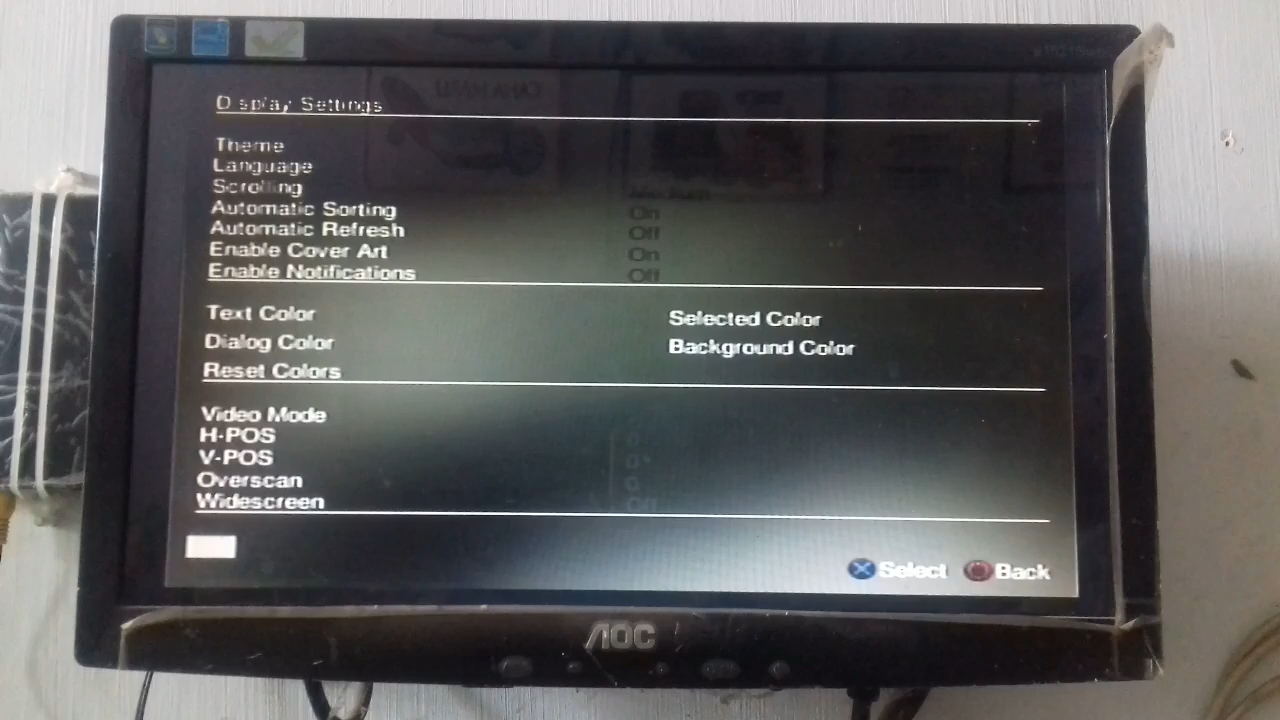 Display Settings
Theme
Language
Scrolling
Automatic Sorting On
Automatic Refresh Off
Enable Cover Art On
Enable Notifications Off
Text Color Selected Color
Dialog Color Background Color
Reset Colors
Video Mode
H-POS
V-POS
Overscan
Widescreen Off
Select Back
AOC